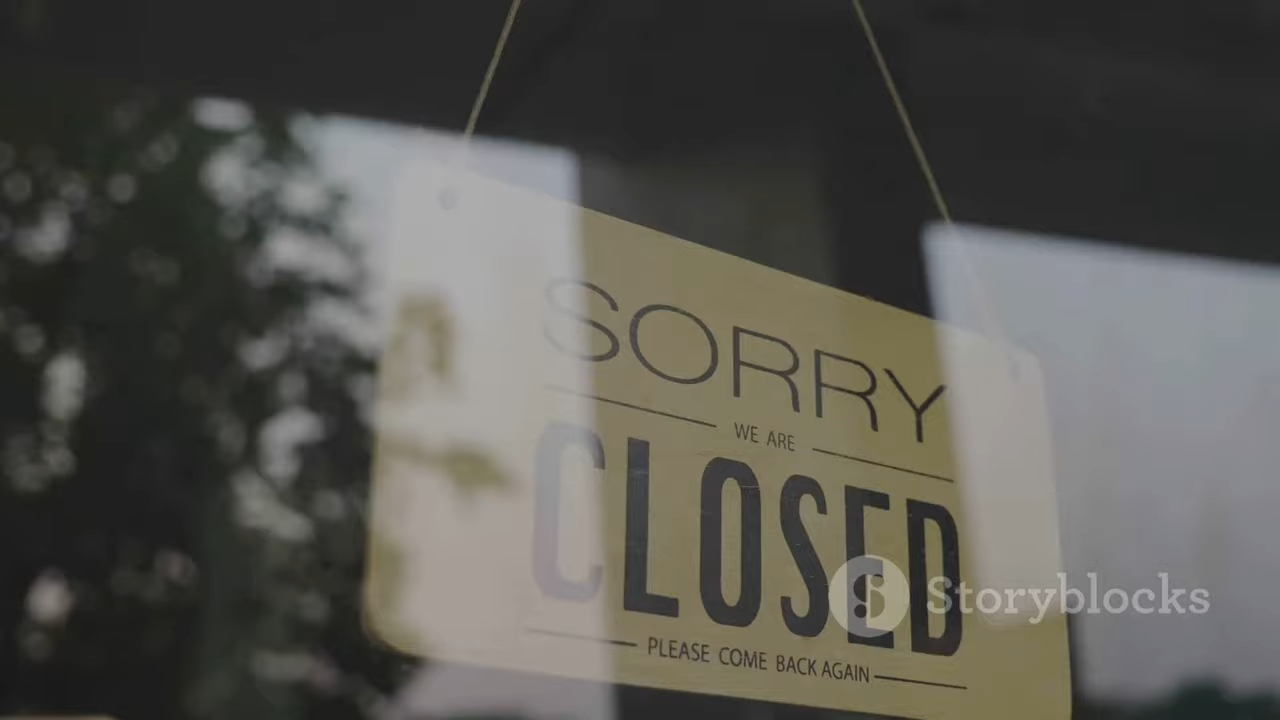 SORRY
WE ARE
CLOSED
Storyblocks
PLEASE COME BACK AGAIN